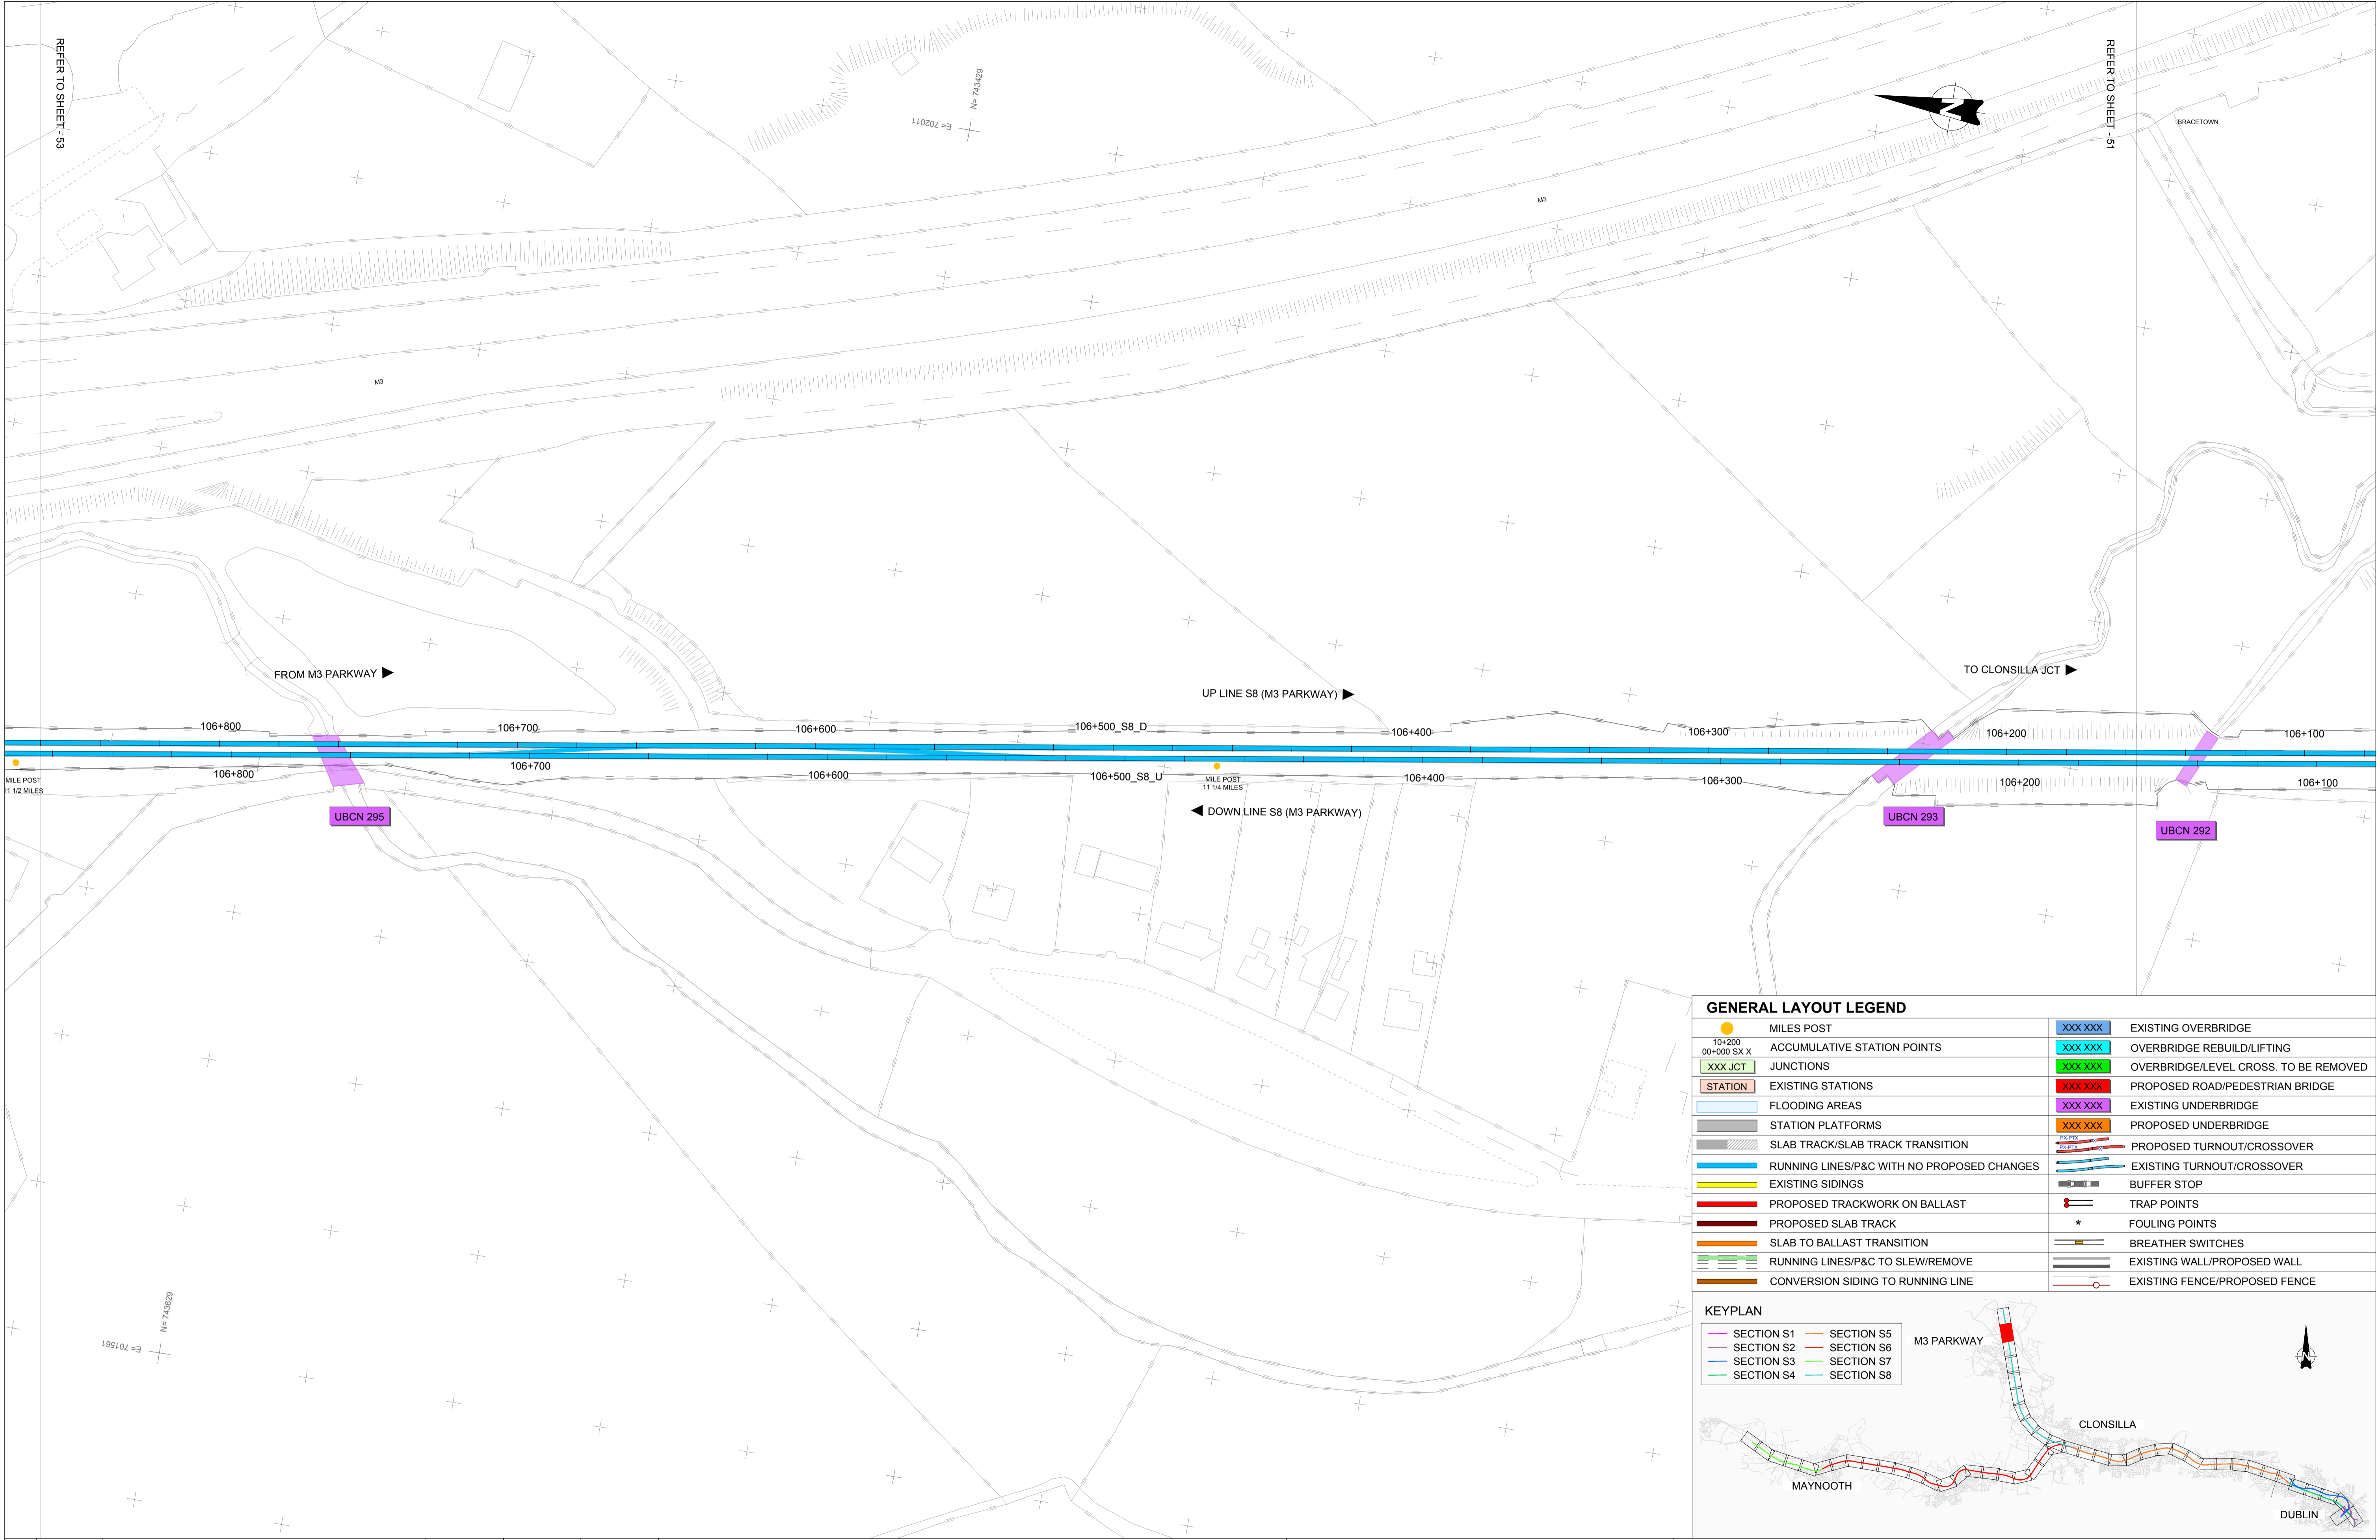 REFER TO SHEET - 53
REFER TO SHEET - 51
N= 743429
E= 702011
N
BRACETOWN
M3
M3
FROM M3 PARKWAY
UP LINE S8 (M3 PARKWAY)
TO CLONSILLA JCT
106+800
106+700
106+600
106+500_S8_D
106+400
106+300
106+200
106+100
106+800
106+700
106+600
106+500_S8_U
106+400
106+300
106+200
106+100
MILE POST
11 1/2 MILES
MILE POST
11 1/4 MILES
DOWN LINE S8 (M3 PARKWAY)
UBCN 295
UBCN 293
UBCN 292
N= 743629
E= 701561
GENERAL LAYOUT LEGEND
MILES POST
10+200
00+000 SX X
ACCUMULATIVE STATION POINTS
XXX JCT
JUNCTIONS
STATION
EXISTING STATIONS
FLOODING AREAS
STATION PLATFORMS
SLAB TRACK/SLAB TRACK TRANSITION
RUNNING LINES/P&C WITH NO PROPOSED CHANGES
EXISTING SIDINGS
PROPOSED TRACKWORK ON BALLAST
PROPOSED SLAB TRACK
SLAB TO BALLAST TRANSITION
RUNNING LINES/P&C TO SLEW/REMOVE
CONVERSION SIDING TO RUNNING LINE
XXX XXX
EXISTING OVERBRIDGE
XXX XXX
OVERBRIDGE REBUILD/LIFTING
XXX XXX
OVERBRIDGE/LEVEL CROSS. TO BE REMOVED
XXX XXX
PROPOSED ROAD/PEDESTRIAN BRIDGE
XXX XXX
EXISTING UNDERBRIDGE
XXX XXX
PROPOSED UNDERBRIDGE
PX-PTX
PX-PTX
PROPOSED TURNOUT/CROSSOVER
EXISTING TURNOUT/CROSSOVER
BUFFER STOP
TRAP POINTS
*
FOULING POINTS
BREATHER SWITCHES
EXISTING WALL/PROPOSED WALL
EXISTING FENCE/PROPOSED FENCE
KEYPLAN
SECTION S1
SECTION S2
SECTION S3
SECTION S4
SECTION S5
SECTION S6
SECTION S7
SECTION S8
M3 PARKWAY
N
CLONSILLA
MAYNOOTH
DUBLIN